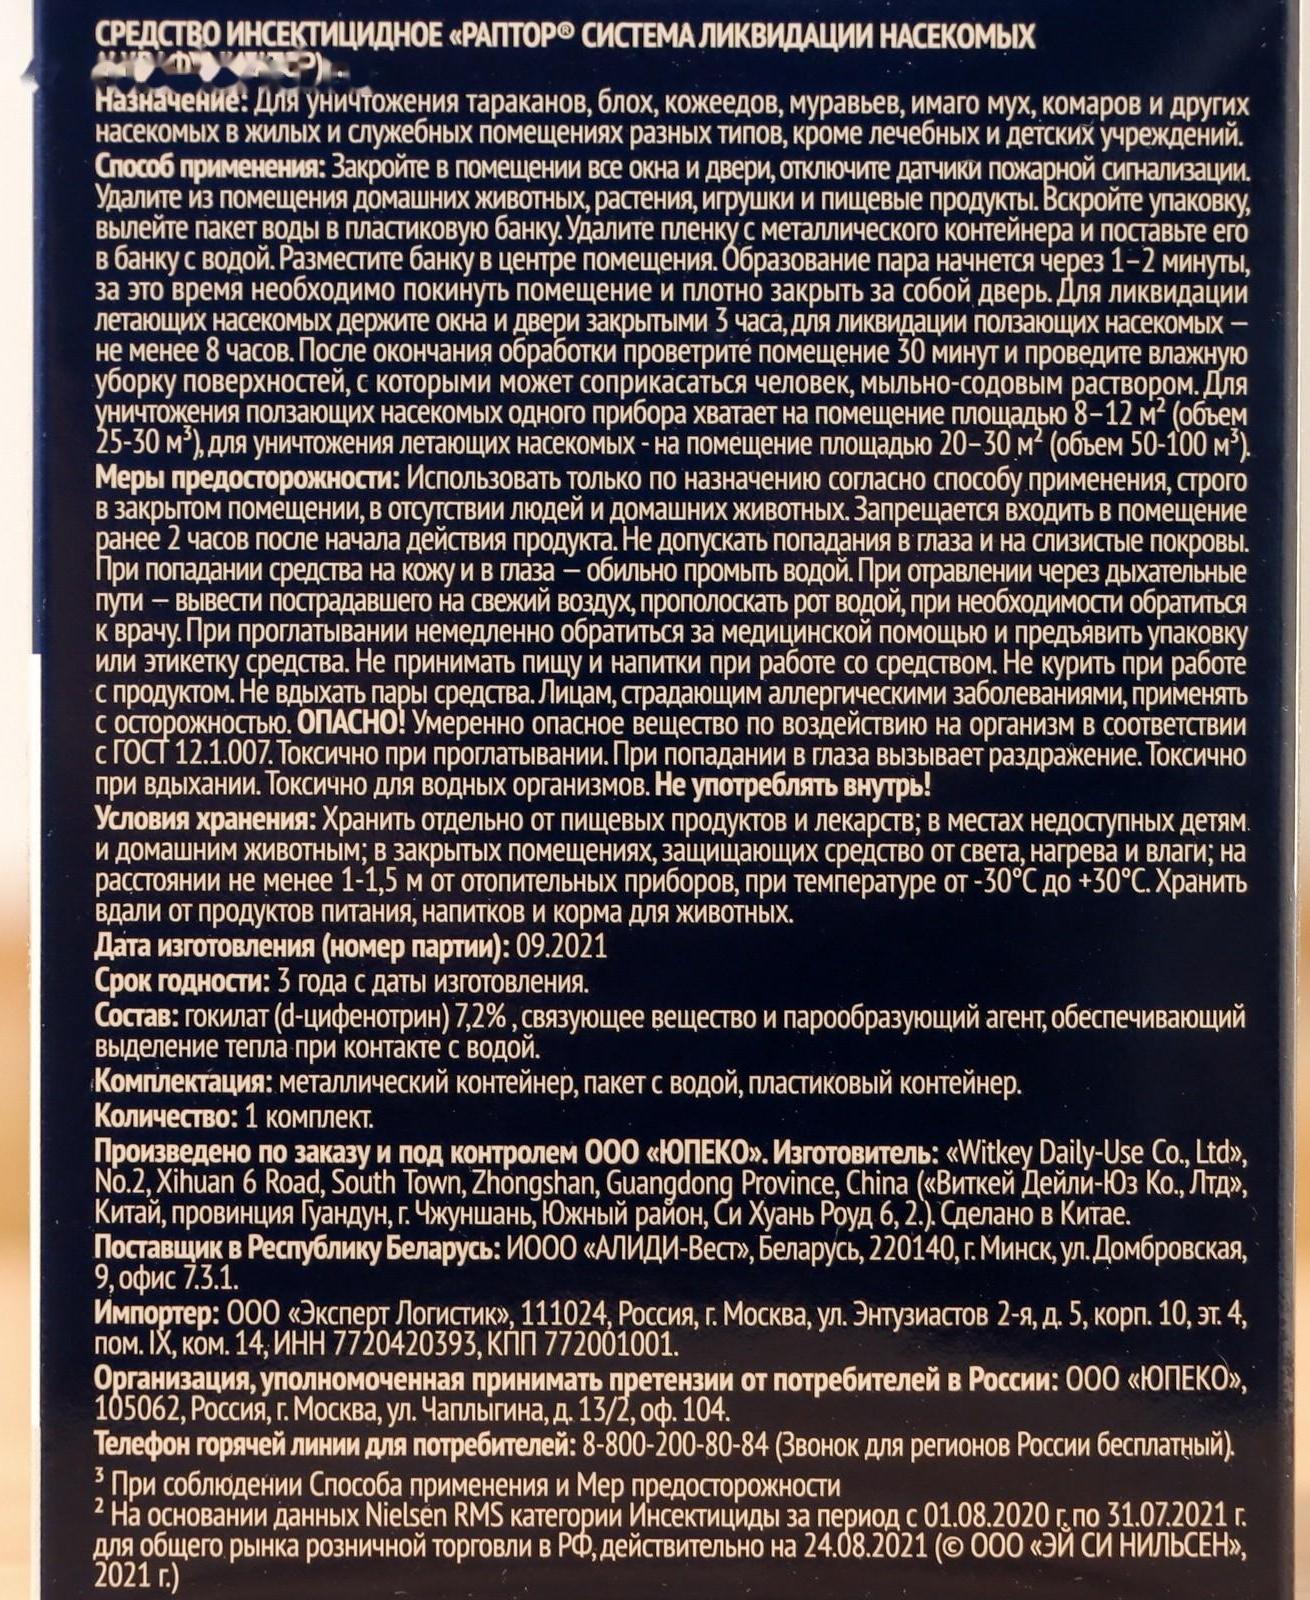 СРЕДСТВО ИНСЕКТИЦИДНОЕ «РАПТОР® СИСТЕМА ЛИКВИДАЦИИ НАСЕКОМЫХ
Назначение: Для уничтожения тараканов, блох, кожеедов, муравьев, имаго мух, комаров и других
насекомых в жилых и служебных помещениях разных типов, кроме лечебных и детских учреждений.
Способ применения: Закройте в помещении все окна и двери, отключите датчики пожарной сигнализации.
Удалите из помещения домашних животных, растения, игрушки и пищевые продукты. Вскройте упаковку,
вылейте пакет воды в пластиковую банку. Удалите пленку с металлического контейнера и поставьте его
в банку с водой. Разместите банку в центре помещения. Образование пара начнется через 1–2 минуты,
за это время необходимо покинуть помещение и плотно закрыть за собой дверь. Для ликвидации
летающих насекомых держите окна и двери закрытыми 3 часа, для ликвидации ползающих насекомых —
не менее 8 часов. После окончания обработки проветрите помещение 30 минут и проведите влажную
уборку поверхностей, с которыми может соприкасаться человек, мыльно-содовым раствором. Для
уничтожения ползающих насекомых одного прибора хватает на помещение площадью 8–12 м² (объем
25-30 м³), для уничтожения летающих насекомых - на помещение площадью 20–30 м² (объем 50-100 м³).
Меры предосторожности: Использовать только по назначению согласно способу применения, строго
в закрытом помещении, в отсутствии людей и домашних животных. Запрещается входить в помещение
ранее 2 часов после начала действия продукта. Не допускать попадания в глаза и на слизистые покровы.
При попадании средства на кожу и в глаза — обильно промыть водой. При отравлении через дыхательные
пути — вывести пострадавшего на свежий воздух, прополоскать рот водой, при необходимости обратиться
к врачу. При проглатывании немедленно обратиться за медицинской помощью и предъявить упаковку
или этикетку средства. Не принимать пищу и напитки при работе со средством. Не курить при работе
с продуктом. Не вдыхать пары средства. Лицам, страдающим аллергическими заболеваниями, применять
с осторожностью. ОПАСНО! Умеренно опасное вещество по воздействию на организм в соответствии
с ГОСТ 12.1.007. Токсично при проглатывании. При попадании в глаза вызывает раздражение. Токсично
при вдыхании. Токсично для водных организмов. Не употреблять внутрь!
Условия хранения: Хранить отдельно от пищевых продуктов и лекарств; в местах недоступных детям
и домашним животным; в закрытых помещениях, защищающих средство от света, нагрева и влаги; на
расстоянии не менее 1-1,5 м от отопительных приборов, при температуре от -30°C до +30°C. Хранить
вдали от продуктов питания, напитков и корма для животных.
Дата изготовления (номер партии): 09.2021
Срок годности: 3 года с даты изготовления.
Состав: гокилат (d-цифенотрин) 7,2% , связующее вещество и парообразующий агент, обеспечивающий
выделение тепла при контакте с водой.
Комплектация: металлический контейнер, пакет с водой, пластиковый контейнер.
Количество: 1 комплект.
Произведено по заказу и под контролем ООО «ЮПЕКО». Изготовитель: «Witkey Daily-Use Co., Ltd»,
No.2, Xihuan 6 Road, South Town, Zhongshan, Guangdong Province, China («Виткей Дейли-Юз Ко., Лтд»,
Китай, провинция Гуандун, г. Чжуншань, Южный район, Си Хуань Роуд 6, 2.). Сделано в Китае.
Поставщик в Республику Беларусь: ИООО «АЛИДИ-Вест», Беларусь, 220140, г. Минск, ул. Домбровская,
9, офис 7.3.1.
Импортер: ООО «Эксперт Логистик», 111024, Россия, г. Москва, ул. Энтузиастов 2-я, д. 5, корп. 10, эт. 4,
пом. IX, ком. 14, ИНН 7720420393, КПП 772001001.
Организация, уполномоченная принимать претензии от потребителей в России: ООО «ЮПЕКО»,
105062, Россия, г. Москва, ул. Чаплыгина, д. 13/2, оф. 104.
Телефон горячей линии для потребителей: 8-800-200-80-84 (Звонок для регионов России бесплатный).
³ При соблюдении Способа применения и Мер предосторожности
² На основании данных Nielsen RMS категории Инсектициды за период с 01.08.2020 г. по 31.07.2021 г.
для общего рынка розничной торговли в РФ, действительно на 24.08.2021 (© ООО «ЭЙ СИ НИЛЬСЕН»,
2021 г.)